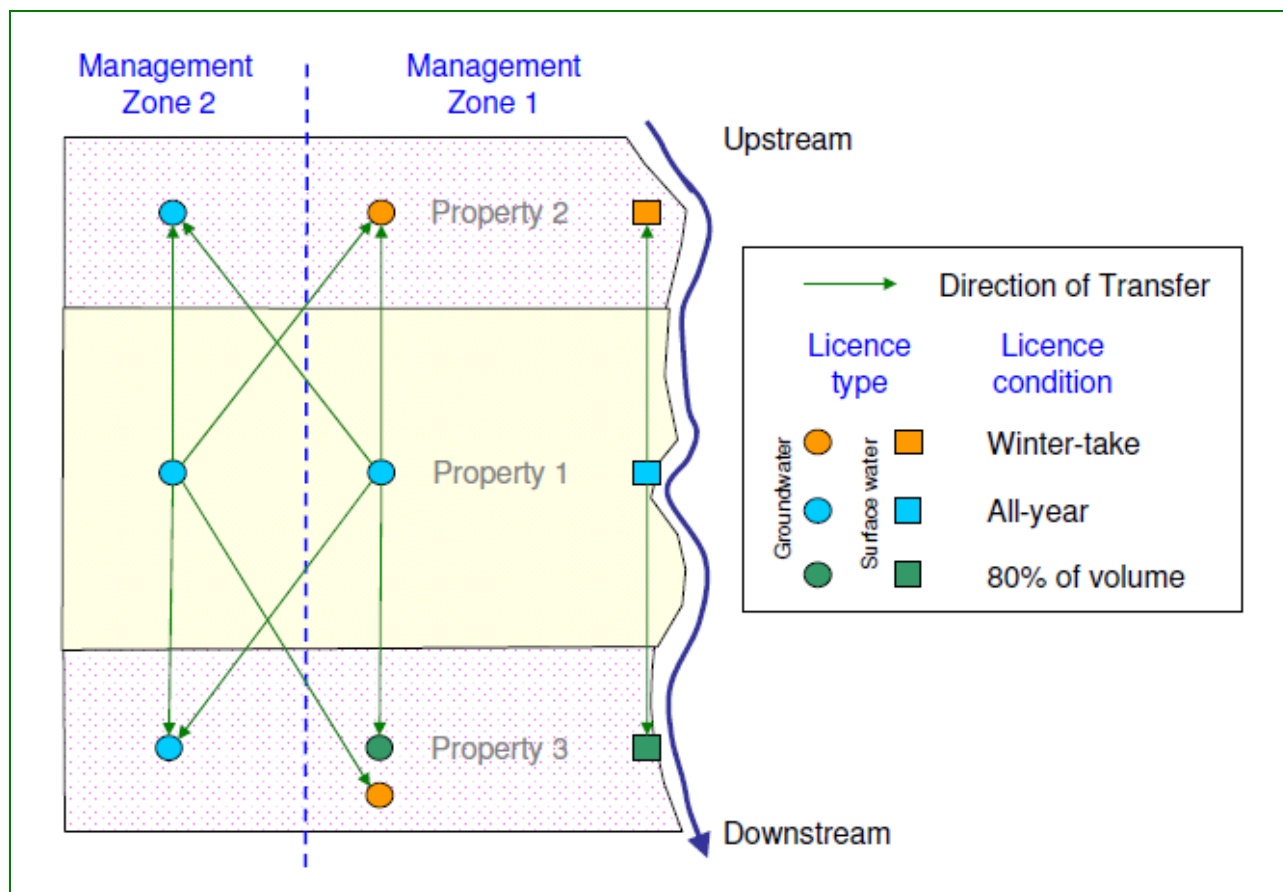 Management
Zone 2
Management
Zone 1
Upstream
Property 2
Direction of Transfer
Licence
type
Licence
condition
Groundwater
Surface water
Winter-take
All-year
80% of volume
Property 1
Property 3
Downstream